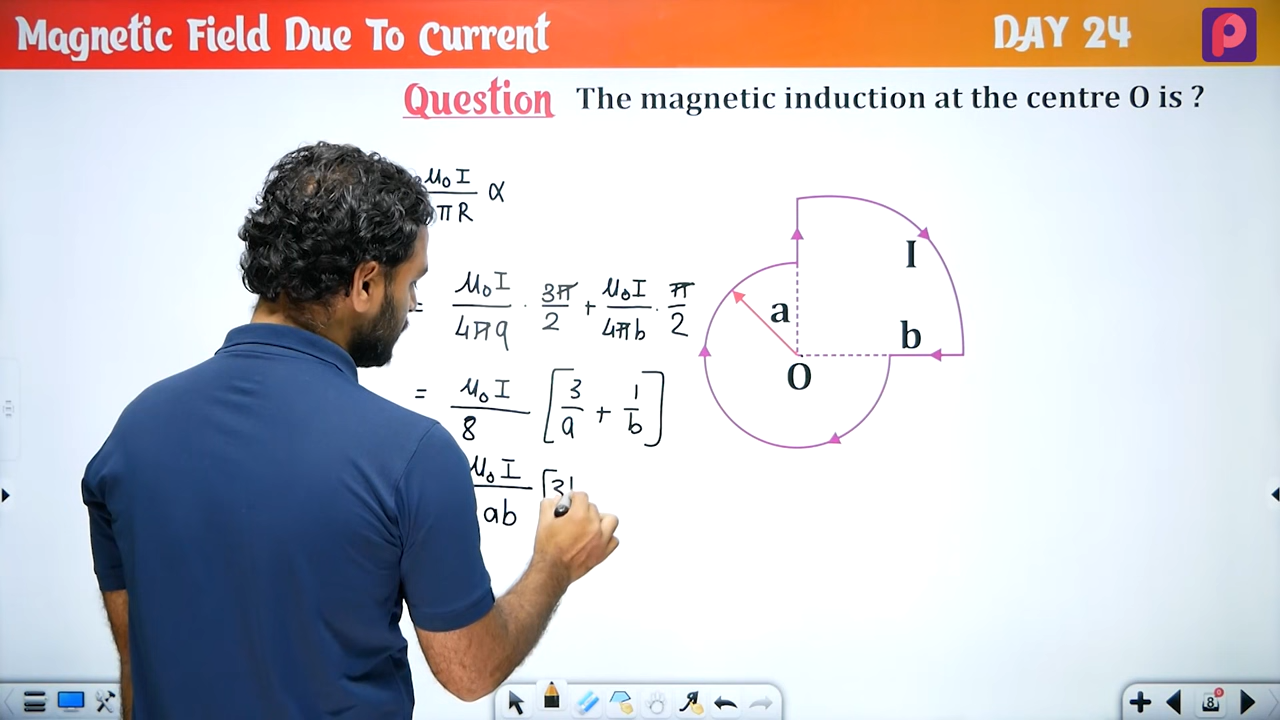 Magnetic Field Due To Current
DAY 24
Question The magnetic induction at the centre O is ?
μ₀I / πR α
= μ₀I / 4πa · 3π / 2 + μ₀I / 4πb · π / 2
= μ₀I / 8 [3 / a + 1 / b]
μ₀I / ab [3
I
a
b
O
8